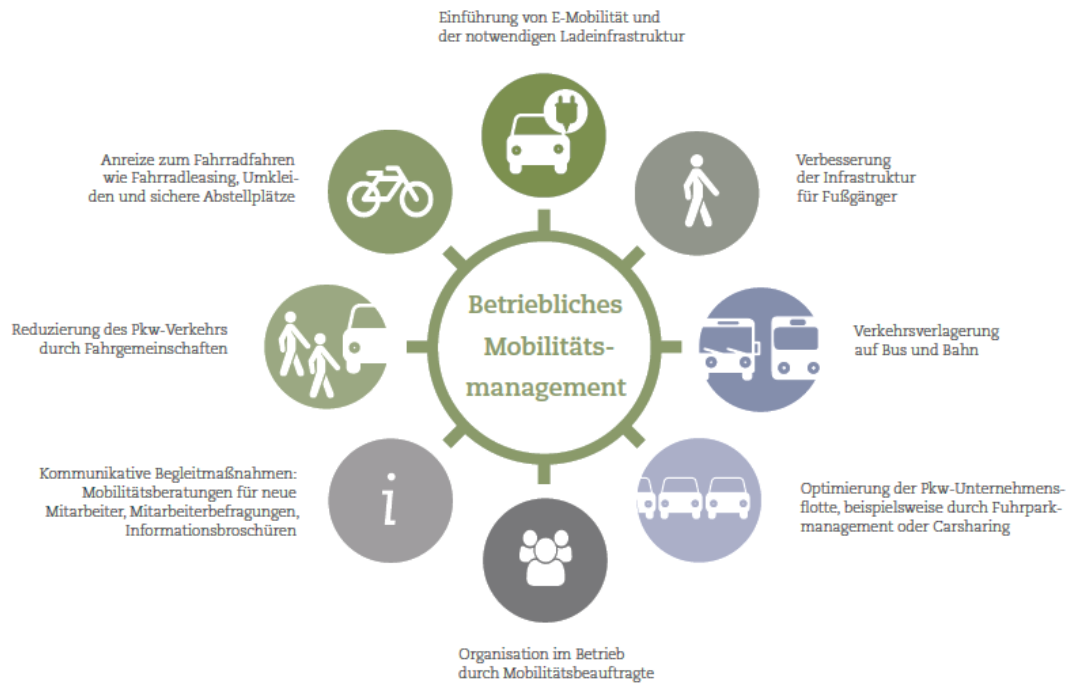 Einführung von E-Mobilität und
der notwendigen Ladeinfrastruktur
Anreize zum Fahrradfahren
wie Fahrradleasing, Umklei-
den und sichere Abstellplätze
Verbesserung
der Infrastruktur
für Fußgänger
Betriebliches
Mobilitäts-
management
Reduzierung des Pkw-Verkehrs
durch Fahrgemeinschaften
Verkehrsverlagerung
auf Bus und Bahn
Kommunikative Begleitmaßnahmen:
Mobilitätsberatungen für neue
Mitarbeiter, Mitarbeiterbefragungen,
Informationsbroschüren
i
Optimierung der Pkw-Unternehmens-
flotte, beispielsweise durch Fuhrpark-
management oder Carsharing
Organisation im Betrieb
durch Mobilitätsbeauftragte